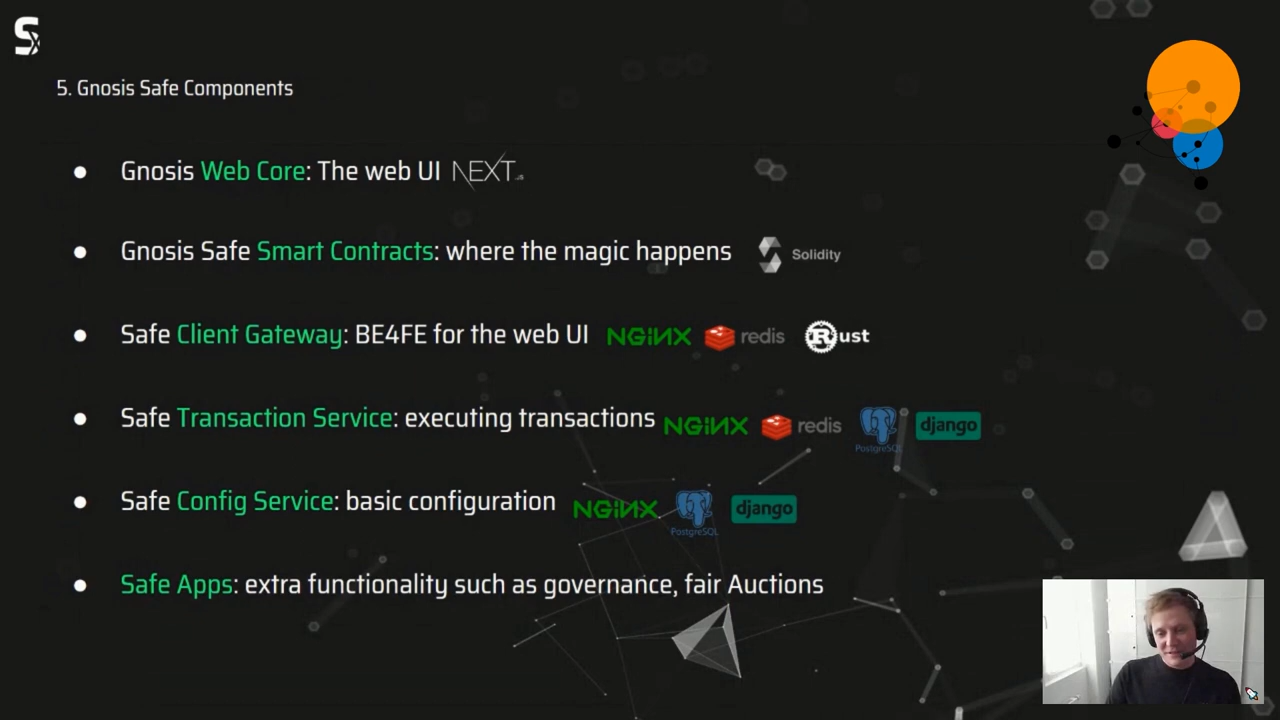 S
5. Gnosis Safe Components
● Gnosis Web Core: The web UI NEXT.JS
● Gnosis Safe Smart Contracts: where the magic happens Solidity
● Safe Client Gateway: BE4FE for the web UI NGINX redis Rust
● Safe Transaction Service: executing transactions NGINX redis PostgreSQL django
● Safe Config Service: basic configuration NGINX PostgreSQL django
● Safe Apps: extra functionality such as governance, fair Auctions